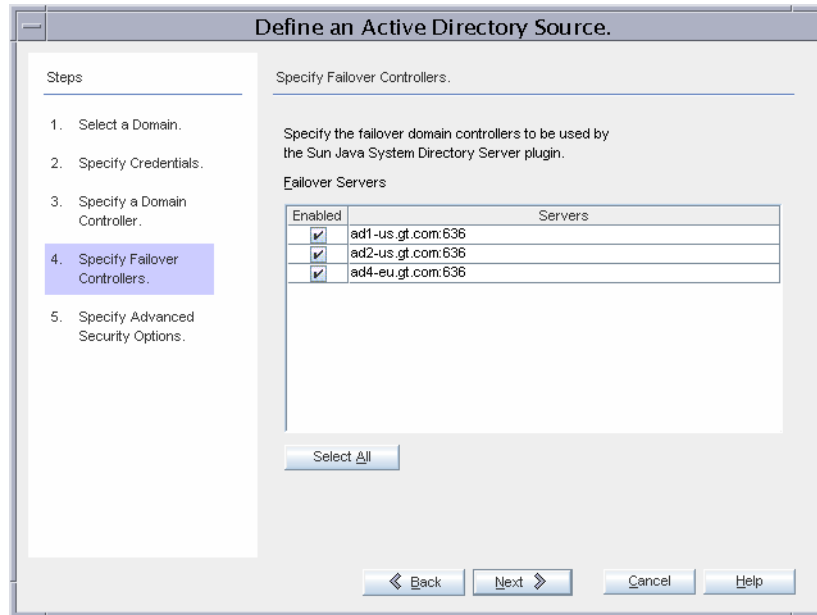 Define an Active Directory Source.
Steps
1. Select a Domain.
2. Specify Credentials.
3. Specify a Domain
Controller.
4. Specify Failover
Controllers.
5. Specify Advanced
Security Options.
Specify Failover Controllers.
Specify the failover domain controllers to be used by
the Sun Java System Directory Server plugin.
Failover Servers
Enabled Servers
ad1-us.gt.com:636
ad2-us.gt.com:636
ad4-eu.gt.com:636
Select All
Back Next Cancel Help